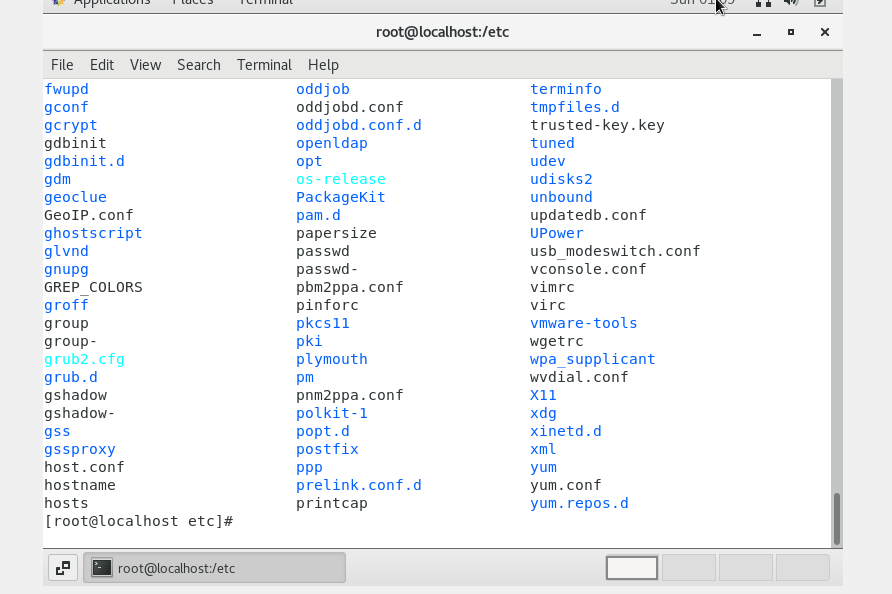 Applications Places Terminal Sun 01:05
root@localhost:/etc
File Edit View Search Terminal Help
fwupd oddjob terminfo
gconf oddjobd.conf tmpfiles.d
gcrypt oddjobd.conf.d trusted-key.key
gdbinit openldap tuned
gdbinit.d opt udev
gdm os-release udisks2
geoclue PackageKit unbound
GeoIP.conf pam.d updatedb.conf
ghostscript papersize UPower
glvnd passwd usb_modeswitch.conf
gnupg passwd- vconsole.conf
GREP_COLORS pbm2ppa.conf vimrc
groff pinforc virc
group pkcs11 vmware-tools
group- pki wgetrc
grub2.cfg plymouth wpa_supplicant
grub.d pm wvdial.conf
gshadow pnm2ppa.conf X11
gshadow- polkit-1 xdg
gss popt.d xinetd.d
gssproxy postfix xml
host.conf ppp yum
hostname prelink.conf.d yum.conf
hosts printcap yum.repos.d
[root@localhost etc]#
root@localhost:/etc